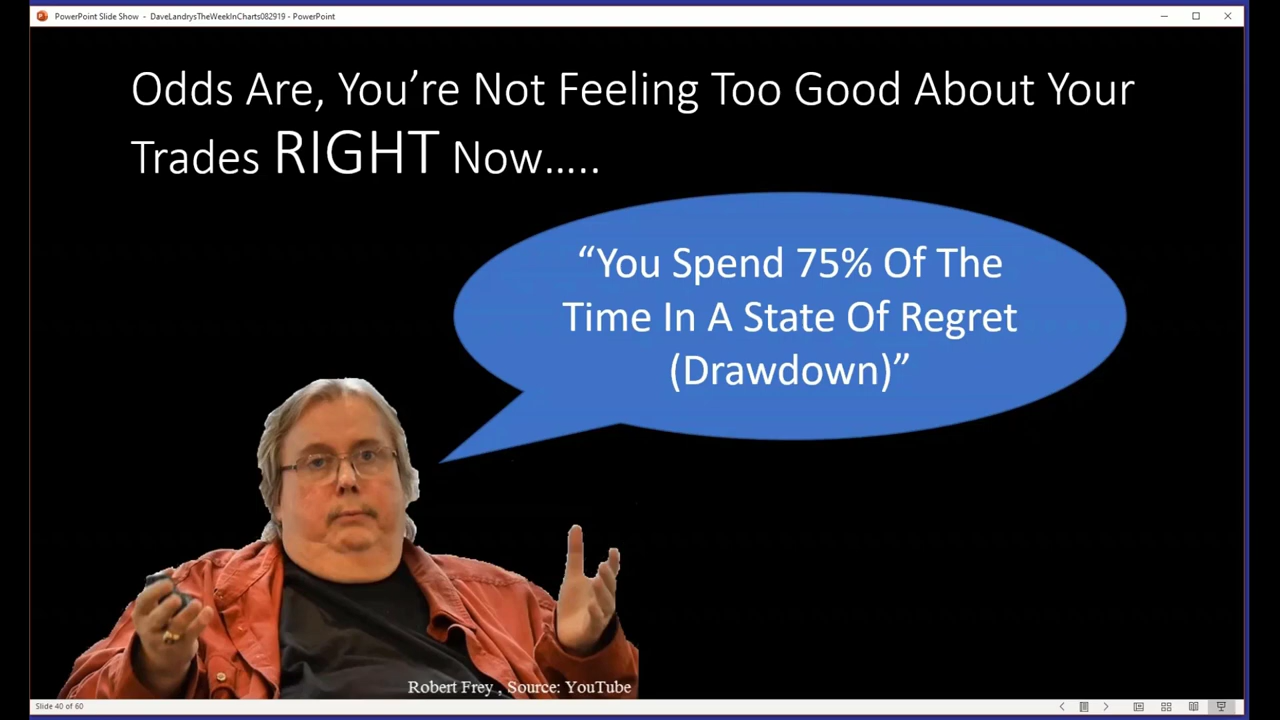 PowerPoint Slide Show - DaveLandrysTheWeekInCharts082919 - PowerPoint
Odds Are, You’re Not Feeling Too Good About Your
Trades RIGHT Now.....
“You Spend 75% Of The
Time In A State Of Regret
(Drawdown)”
Robert Frey , Source: YouTube
Slide 40 of 60